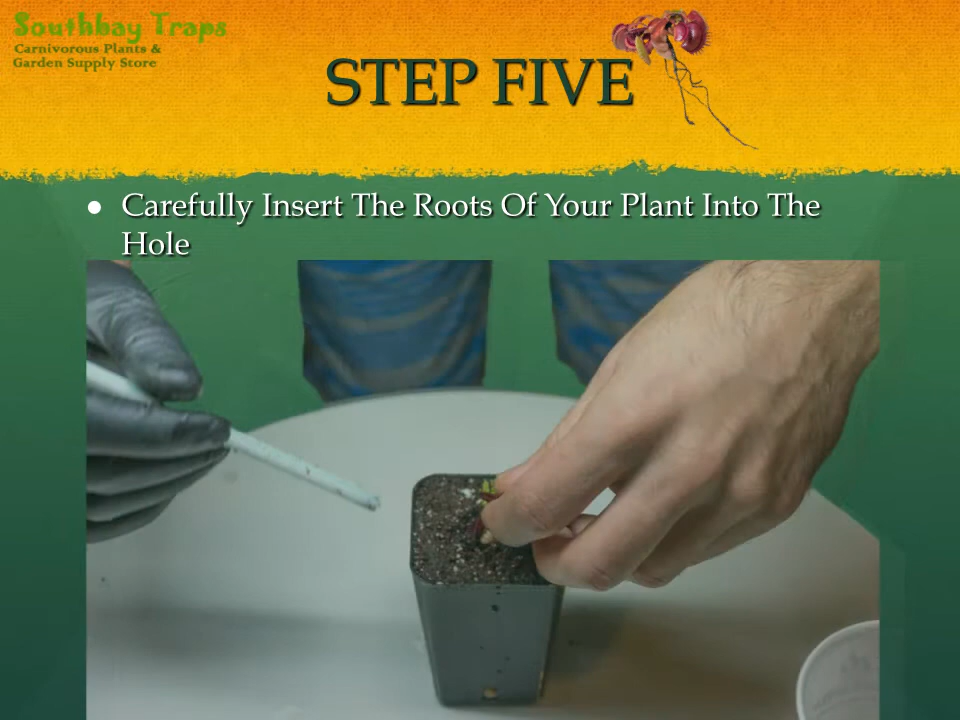 Southbay Traps
Carnivorous Plants &
Garden Supply Store
STEP FIVE
● Carefully Insert The Roots Of Your Plant Into The
Hole